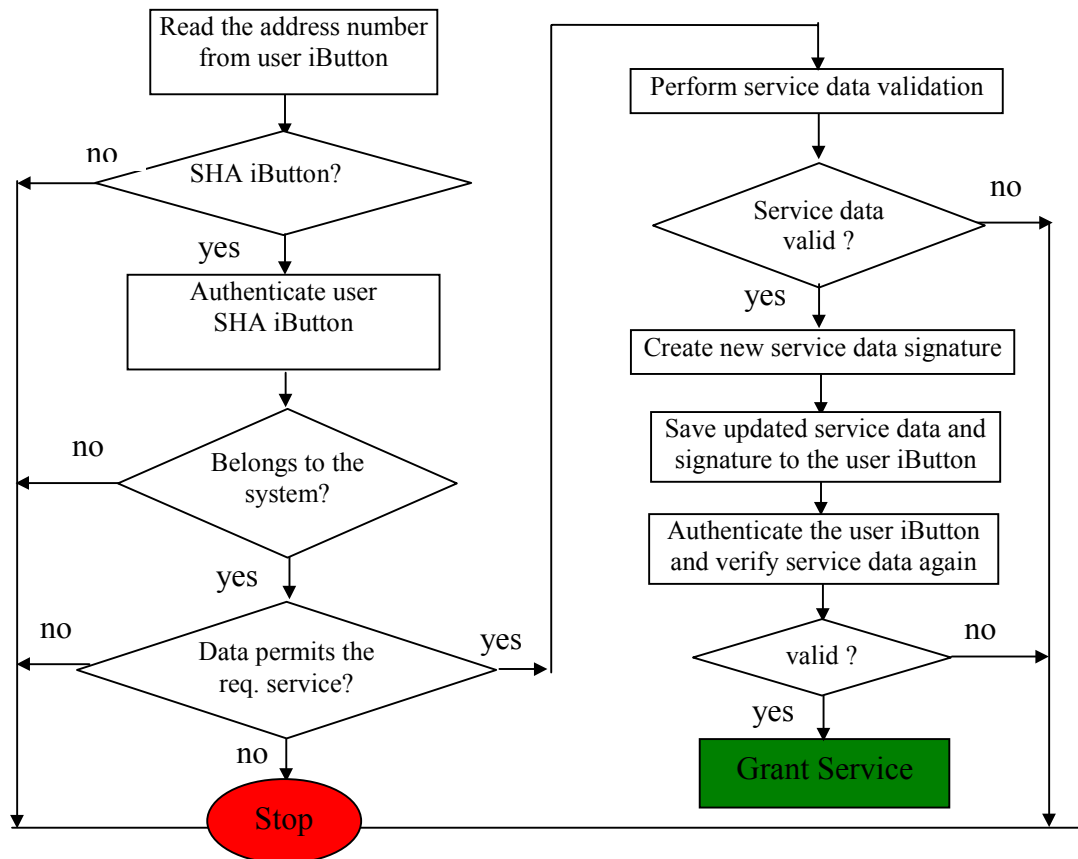 Read the address number
from user iButton
no
SHA iButton?
yes
Authenticate user
SHA iButton
no
Belongs to the
system?
yes
no
Data permits the
req. service?
yes
no
Stop
Perform service data validation
no
Service data
valid ?
yes
Create new service data signature
Save updated service data and
signature to the user iButton
Authenticate the user iButton
and verify service data again
valid ?
no
yes
Grant Service